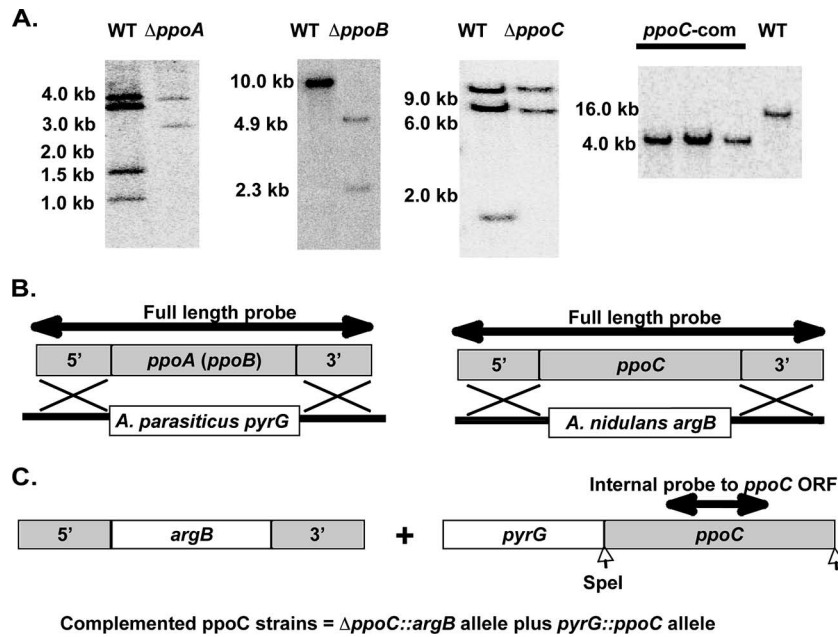 A.
WT ΔppoA
4.0 kb
3.0 kb
2.0 kb
1.5 kb
1.0 kb
WT ΔppoB
10.0 kb
4.9 kb
2.3 kb
WT ΔppoC
9.0 kb
6.0 kb
2.0 kb
ppoC-com WT
16.0 kb
4.0 kb
B.
Full length probe
5’ ppoA (ppoB) 3’
A. parasiticus pyrG
Full length probe
5’ ppoC 3’
A. nidulans argB
C.
Internal probe to ppoC ORF
5’ argB 3’ + pyrG ppoC
SpeI
Complemented ppoC strains = ΔppoC::argB allele plus pyrG::ppoC allele